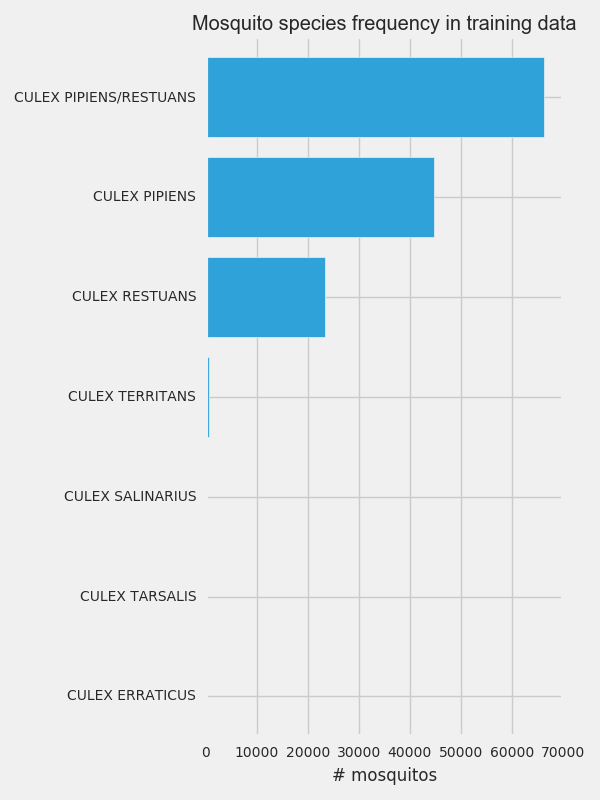 Mosquito species frequency in training data
CULEX PIPIENS/RESTUANS
CULEX PIPIENS
CULEX RESTUANS
CULEX TERRITANS
CULEX SALINARIUS
CULEX TARSALIS
CULEX ERRATICUS
0 10000 20000 30000 40000 50000 60000 70000
# mosquitos